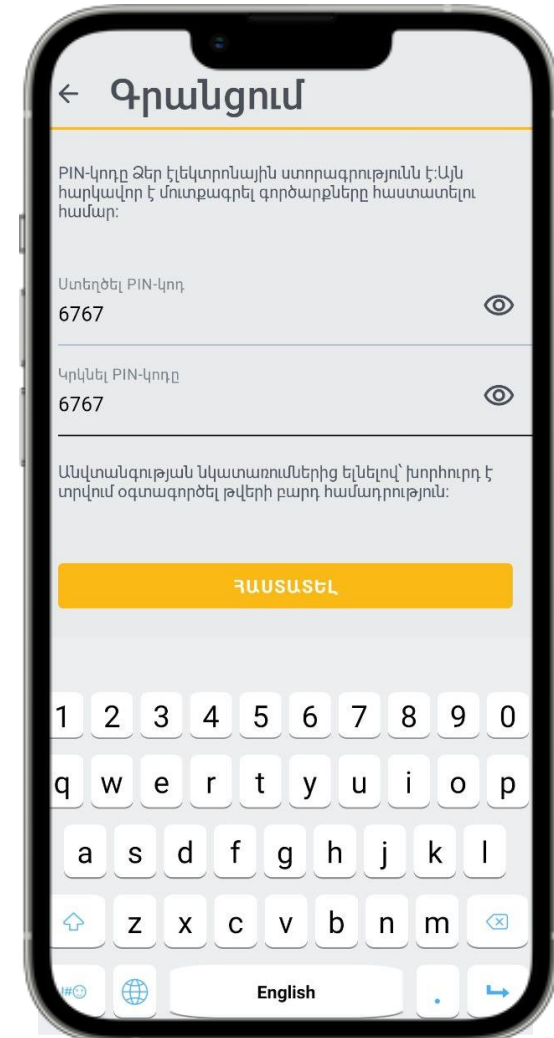 Գրանցում
PIN-կոդը Ձեր էլեկտրոնային ստորագրությունն է:Այն
հարկավոր է մուտքագրել գործարքները հաստատելու
համար:
Ստեղծել PIN-կոդ
6767
Կրկնել PIN-կոդը
6767
Անվտանգության նկատառումներից ելնելով՝ խորհուրդ է
տրվում օգտագործել թվերի բարդ համադրություն:
ՀԱՍՏԱՏԵԼ
1 2 3 4 5 6 7 8 9 0
q w e r t y u i o p
a s d f g h j k l
z x c v b n m
!#☺ English .